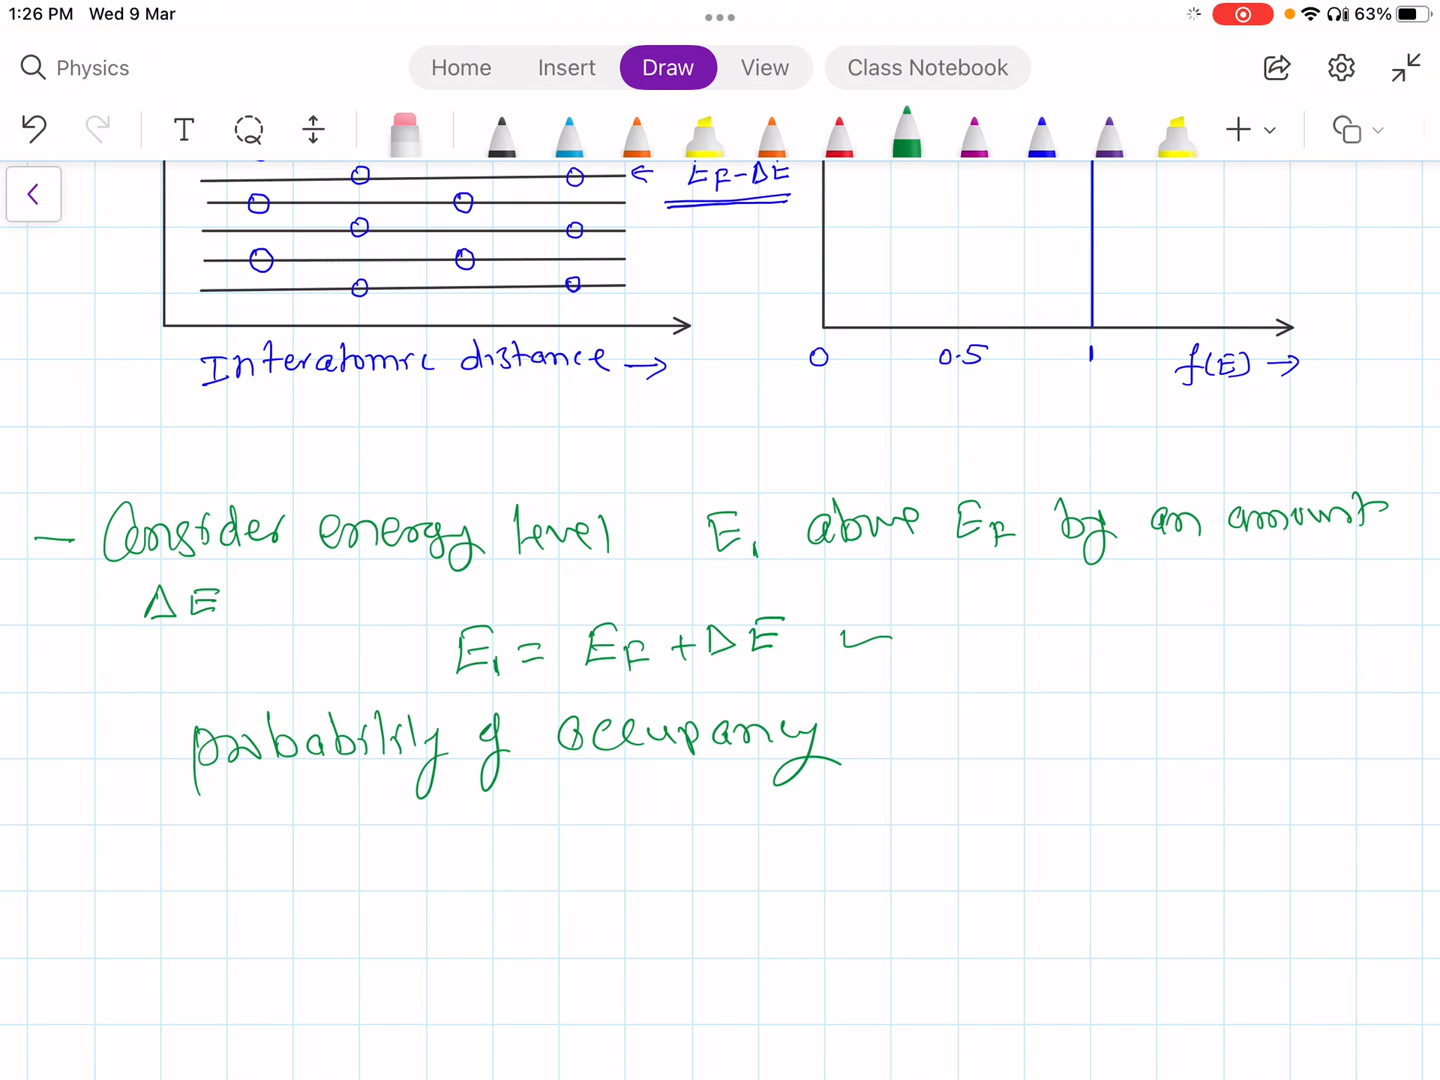 1:26 PM Wed 9 Mar 63%
Physics Home Insert Draw View Class Notebook
T
← EF-ΔE
Interatomic distance →
0 0.5 1 f(E) →
- Consider energy level E1 above EF by an amount
ΔE
E1 = EF + ΔE
probability of occupancy